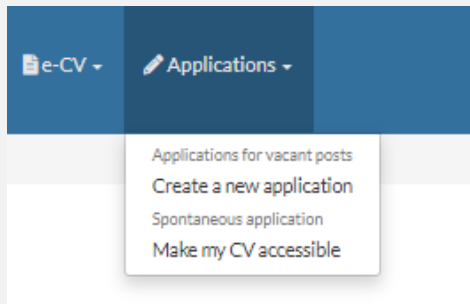 e-CV
Applications
Applications for vacant posts
Create a new application
Spontaneous application
Make my CV accessible